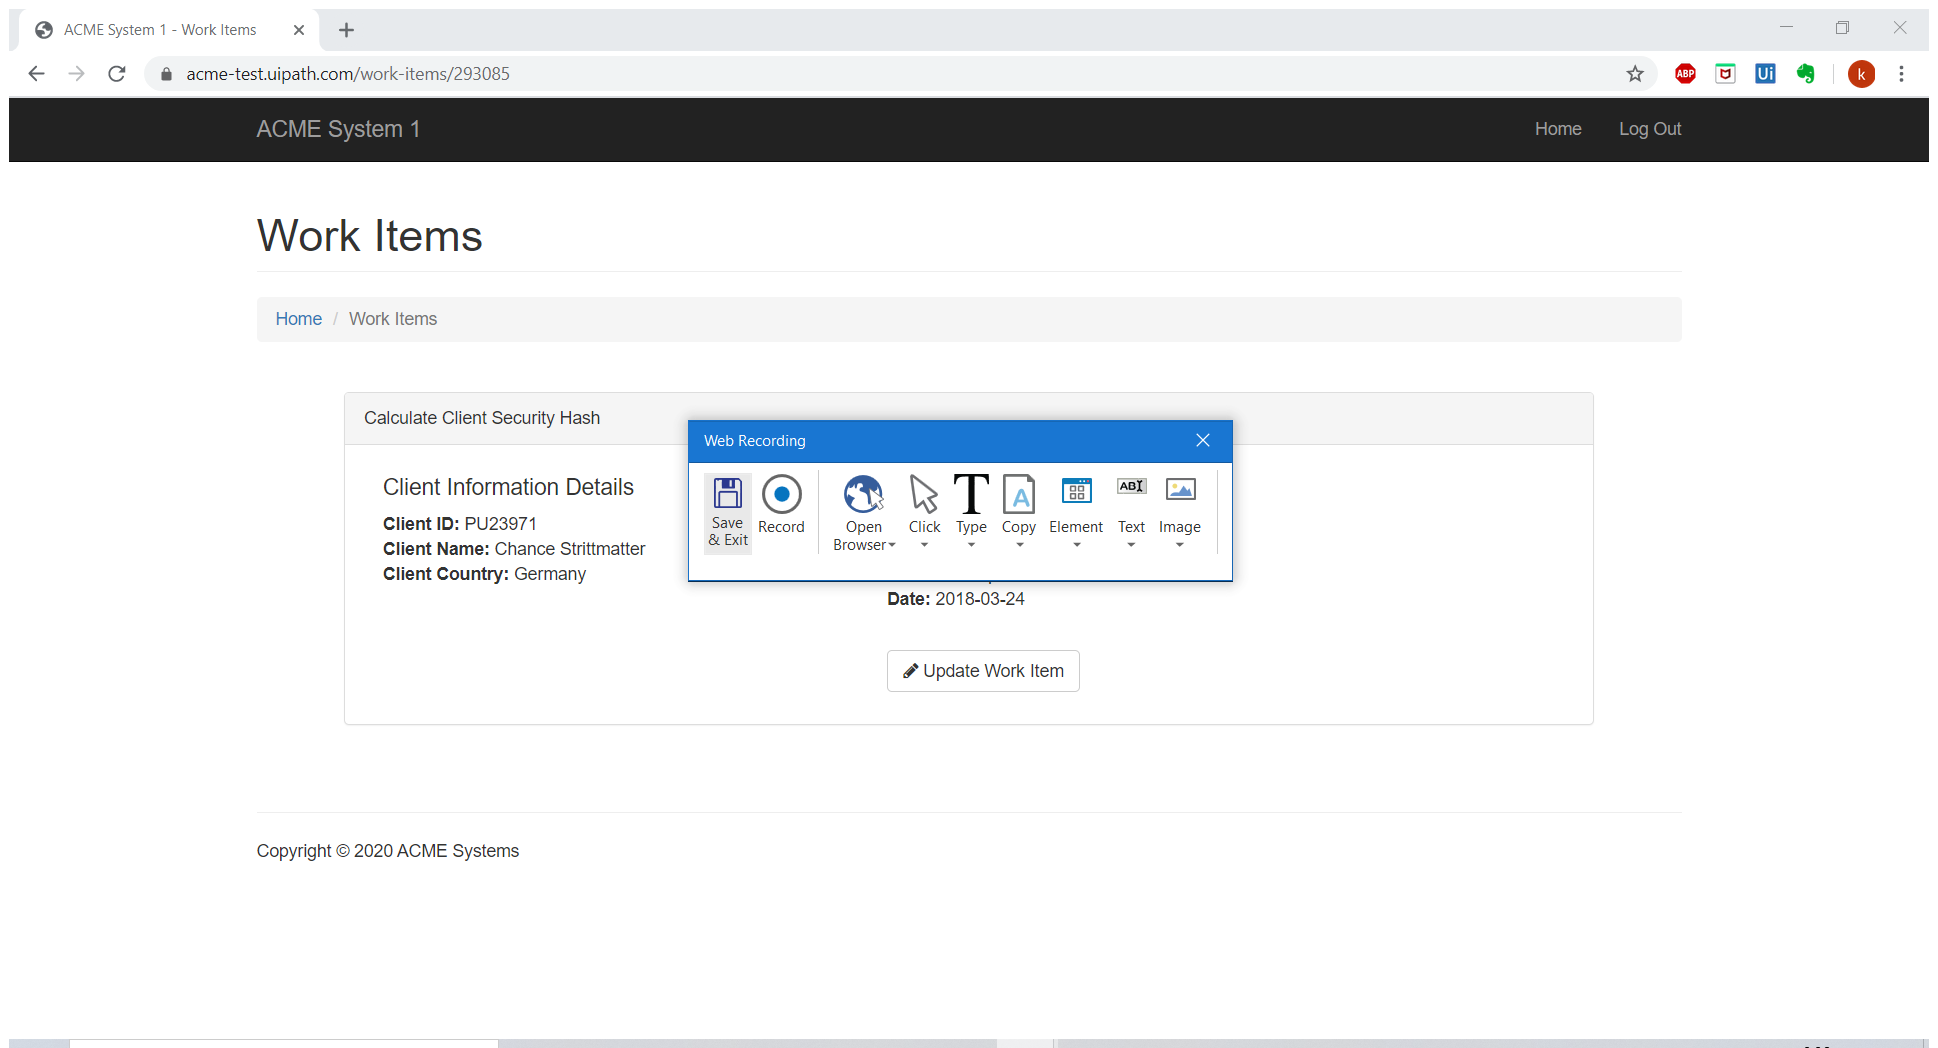 ACME System 1 - Work Items
acme-test.uipath.com/work-items/293085
ABP
Ui
k
ACME System 1
Home
Log Out
Work Items
Home / Work Items
Calculate Client Security Hash
Web Recording
Save
& Exit
Record
Open
Browser
Click
T
Type
A
Copy
Element
ABI
Text
Image
Client Information Details
Client ID: PU23971
Client Name: Chance Strittmatter
Client Country: Germany
Date: 2018-03-24
Update Work Item
Copyright © 2020 ACME Systems